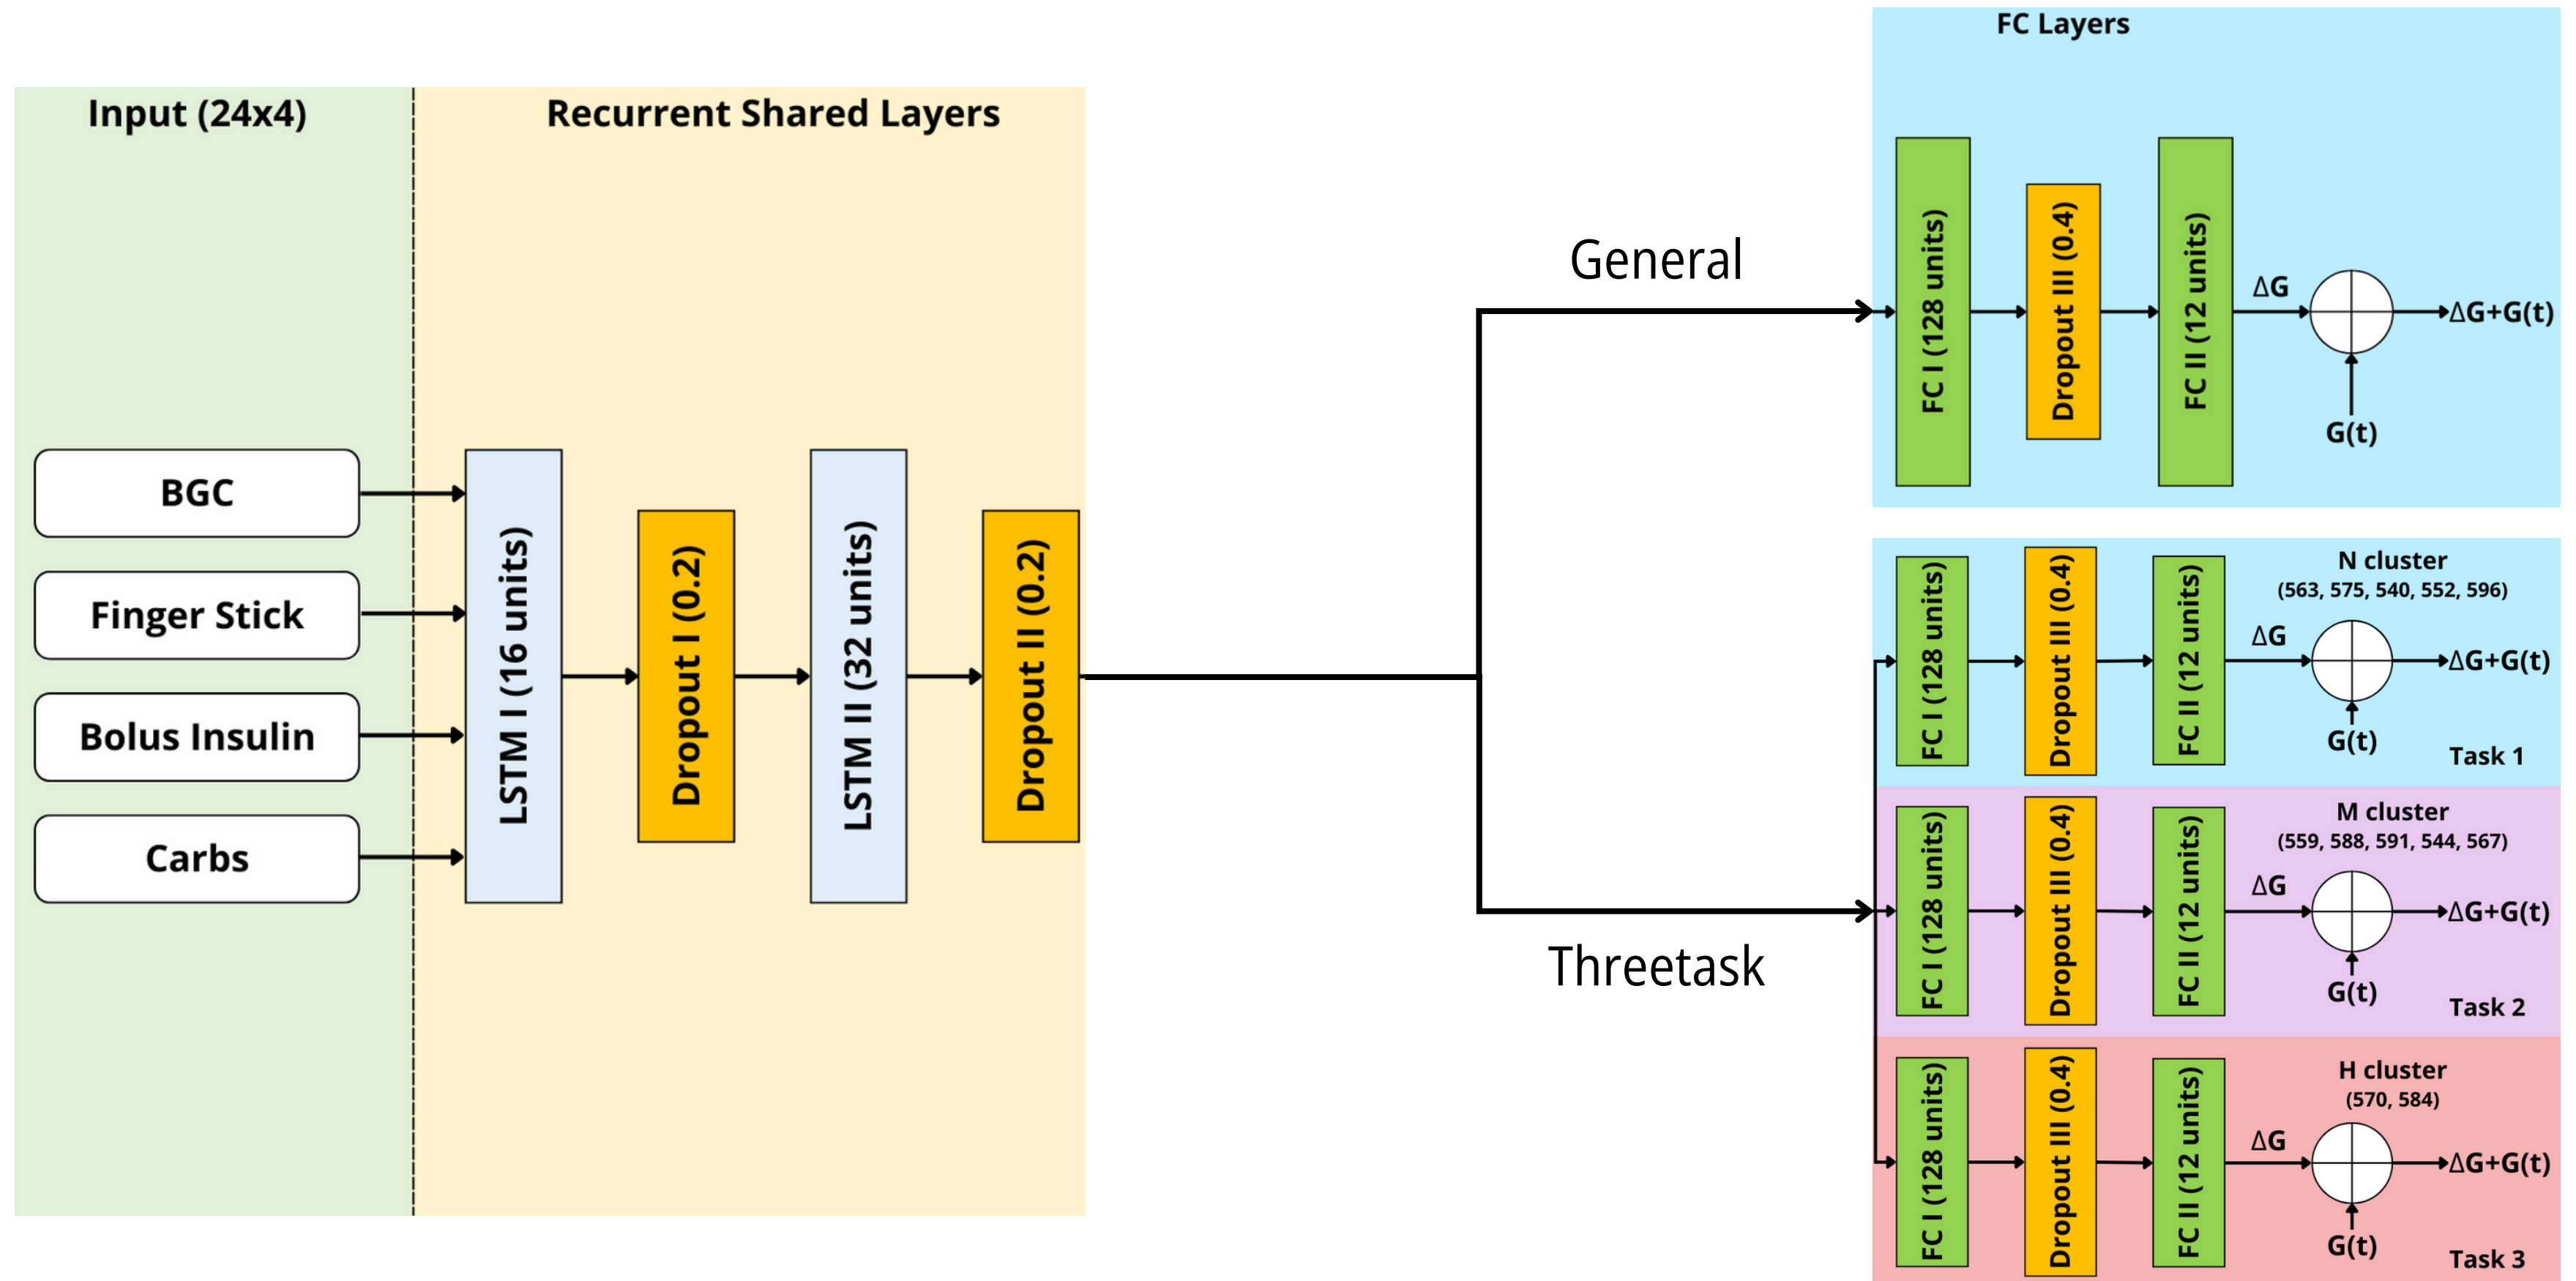 Input (24x4)
Recurrent Shared Layers
BGC
Finger Stick
Bolus Insulin
Carbs
LSTM I (16 units)
Dropout I (0.2)
LSTM II (32 units)
Dropout II (0.2)
General
Threetask
FC Layers
FC I (128 units)
Dropout III (0.4)
FC II (12 units)
ΔG
ΔG+G(t)
G(t)
N cluster
(563, 575, 540, 552, 596)
FC I (128 units)
Dropout III (0.4)
FC II (12 units)
ΔG
ΔG+G(t)
G(t)
Task 1
M cluster
(559, 588, 591, 544, 567)
FC I (128 units)
Dropout III (0.4)
FC II (12 units)
ΔG
ΔG+G(t)
G(t)
Task 2
H cluster
(570, 584)
FC I (128 units)
Dropout III (0.4)
FC II (12 units)
ΔG
ΔG+G(t)
G(t)
Task 3